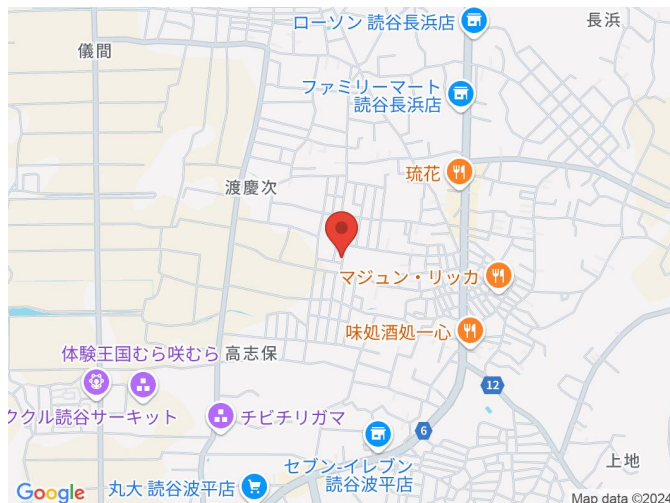 ローソン 読谷長浜店
長浜
儀間
ファミリーマート
読谷長浜店
琉花
渡慶次
マジュン・リッカ
味処酒処一心
体験王国むら咲むら
高志保
12
ククル読谷サーキット
チビチリガマ
6
セブン-イレブン
読谷波平店
上地
丸大 読谷波平店
Google
Map data ©2024